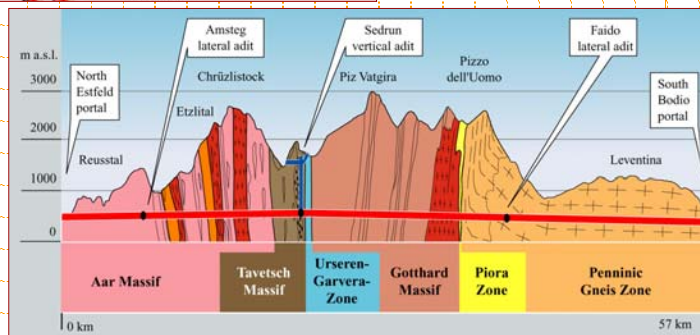 Amsteg
lateral adit
Sedrun
vertical adit
Faido
lateral adit
m a.s.l.
3000
2000
1000
0
North
Estfeld
portal
Chrüzlistock
Etzlital
Reusstal
Piz Vatgira
Pizzo
dell'Uomo
South
Bodio
portal
Leventina
Aar Massif
Tavetsch
Massif
Urseren-
Garvera-
Zone
Gotthard
Massif
Piora
Zone
Penninic
Gneis Zone
0 km
57 km